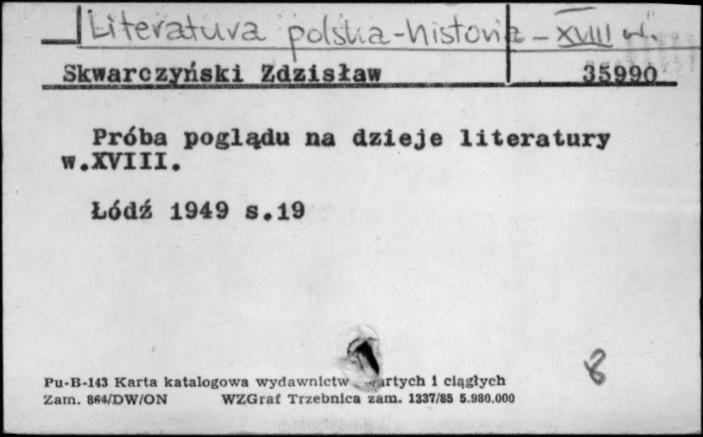 Literatura polska-historia - XVIII w.
Skwarczyński Zdzisław 35990
Próba poglądu na dzieje literatury
w.XVIII.
Łódź 1949 s.19
8
Pu-B-143 Karta katalogowa wydawnictw artych i ciągłych
Zam. 864/DW/ON WZGraf Trzebnica zam. 1337/85 5.980.000